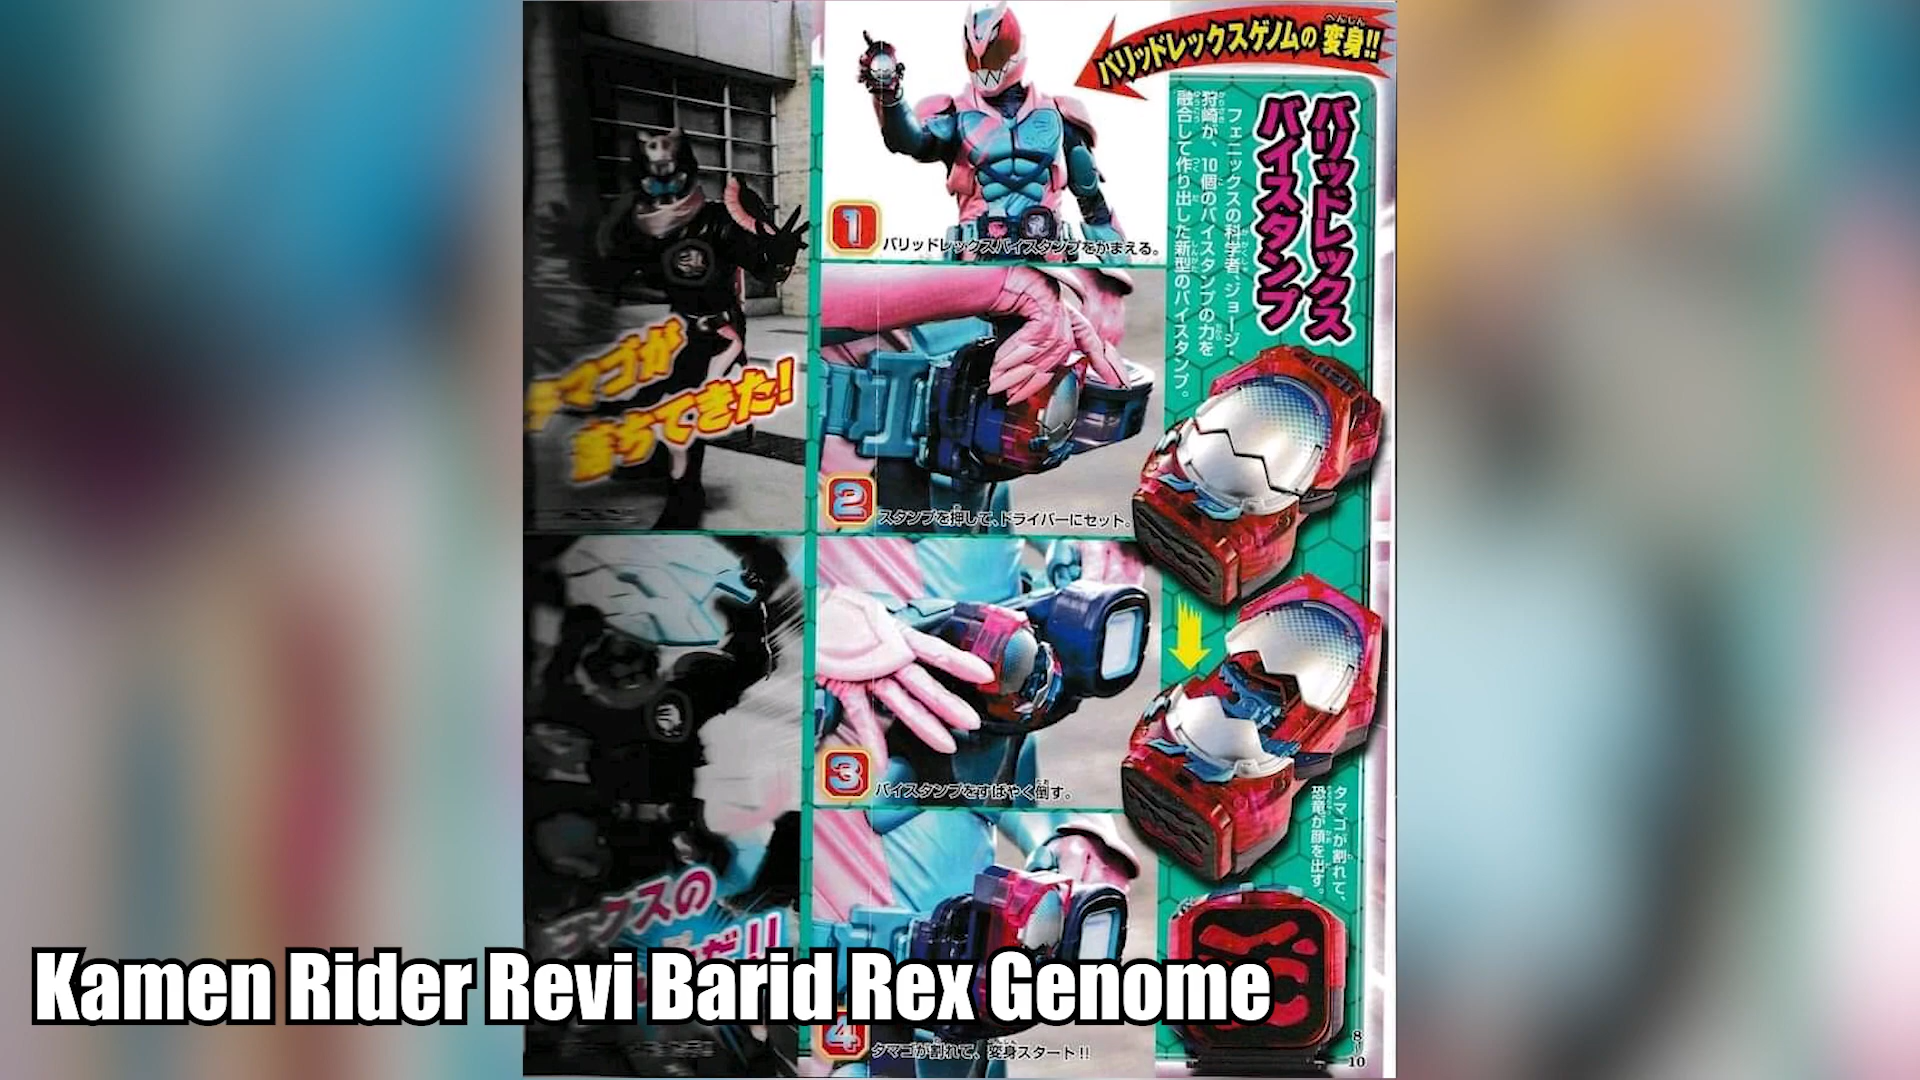 バリッドレックスゲノムの変身!!
バリッドレックス
バイスタンプ
フェニックスの科学者、ジョージ・
狩崎が、10個のバイスタンプの力を
融合して作り出した新型のバイスタンプ。
1
バリッドレックスバイスタンプをかまえる。
2
スタンプを押して、ドライバーにセット。
3
バイスタンプをすばやく倒す。
4
タマゴが割れて、変身スタート!!
タマゴが割れて、
恐竜が顔を出す。
タマゴが
落ちてきた!
クスの
だ!!
Kamen Rider Revi Barid Rex Genome
8
10